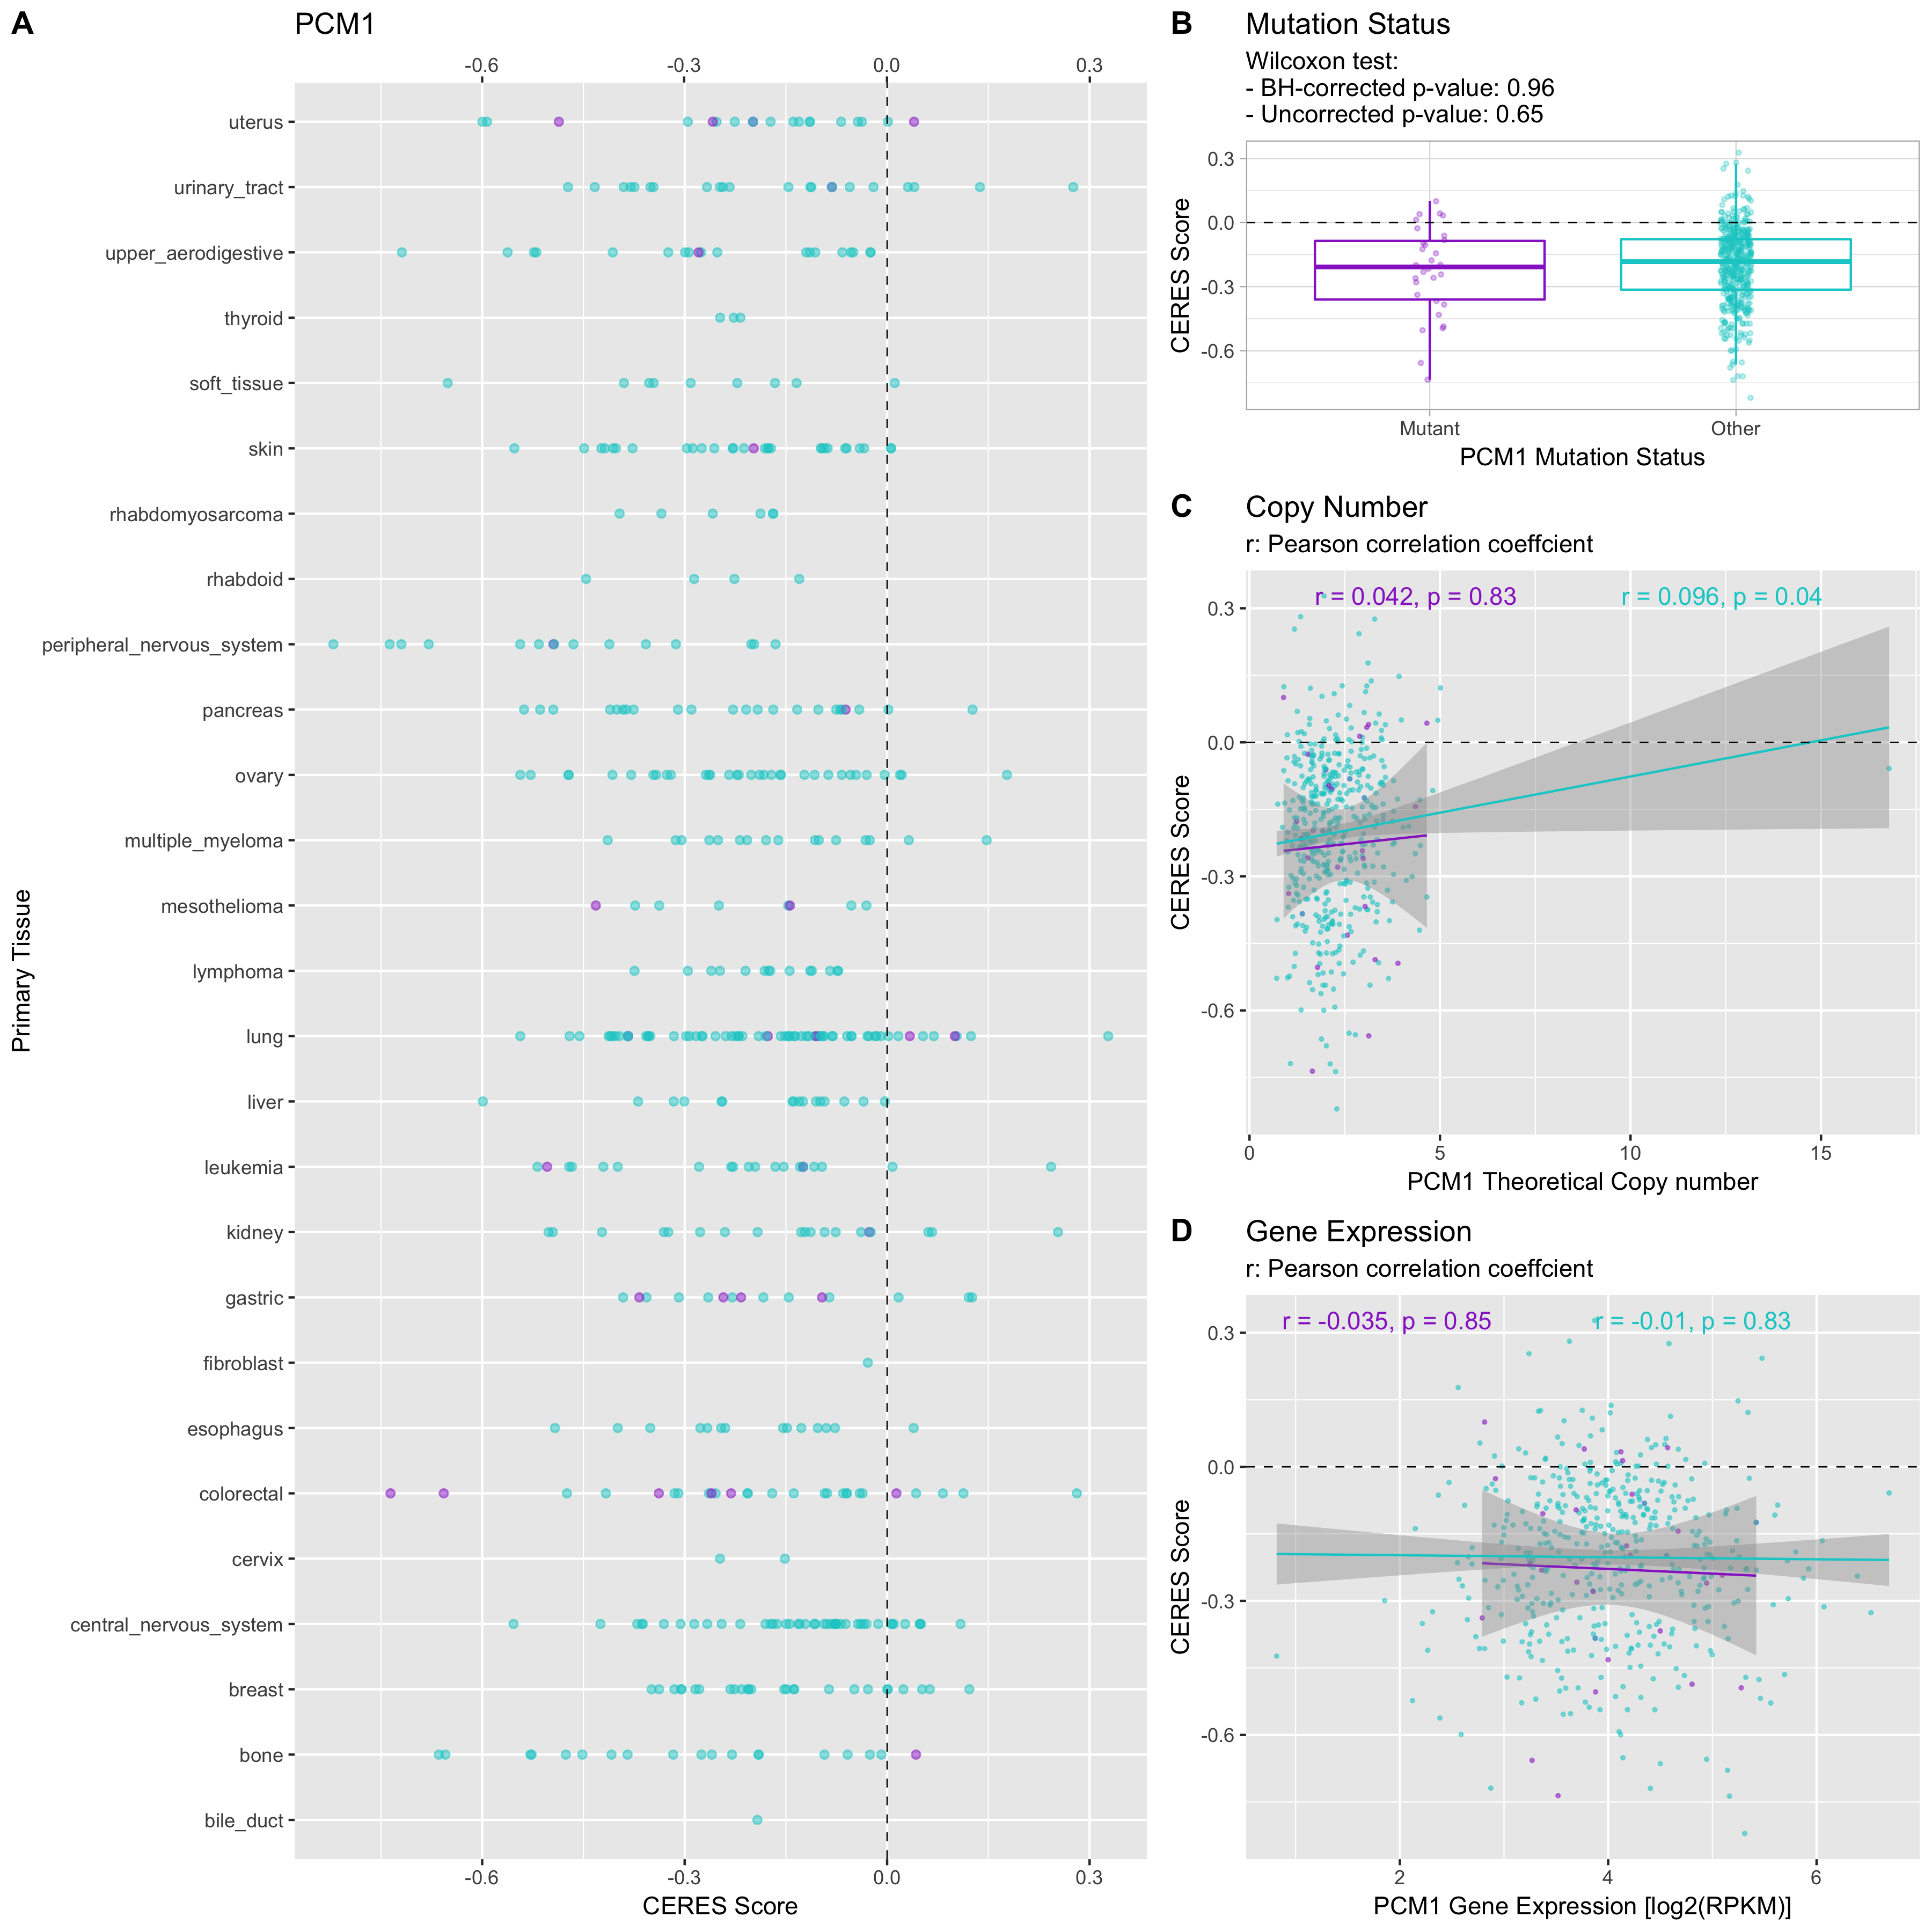 A
PCM1
-0.6
-0.3
0.0
0.3
Primary Tissue
uterus
urinary_tract
upper_aerodigestive
thyroid
soft_tissue
skin
rhabdomyosarcoma
rhabdoid
peripheral_nervous_system
pancreas
ovary
multiple_myeloma
mesothelioma
lymphoma
lung
liver
leukemia
kidney
gastric
fibroblast
esophagus
colorectal
cervix
central_nervous_system
breast
bone
bile_duct
-0.6
-0.3
0.0
0.3
CERES Score
B
Mutation Status
Wilcoxon test:
- BH-corrected p-value: 0.96
- Uncorrected p-value: 0.65
CERES Score
0.3
0.0
-0.3
-0.6
Mutant
Other
PCM1 Mutation Status
C
Copy Number
r: Pearson correlation coeffcient
r = 0.042, p = 0.83
r = 0.096, p = 0.04
CERES Score
0.3
0.0
-0.3
-0.6
0
5
10
15
PCM1 Theoretical Copy number
D
Gene Expression
r: Pearson correlation coeffcient
r = -0.035, p = 0.85
r = -0.01, p = 0.83
CERES Score
0.3
0.0
-0.3
-0.6
2
4
6
PCM1 Gene Expression [log2(RPKM)]